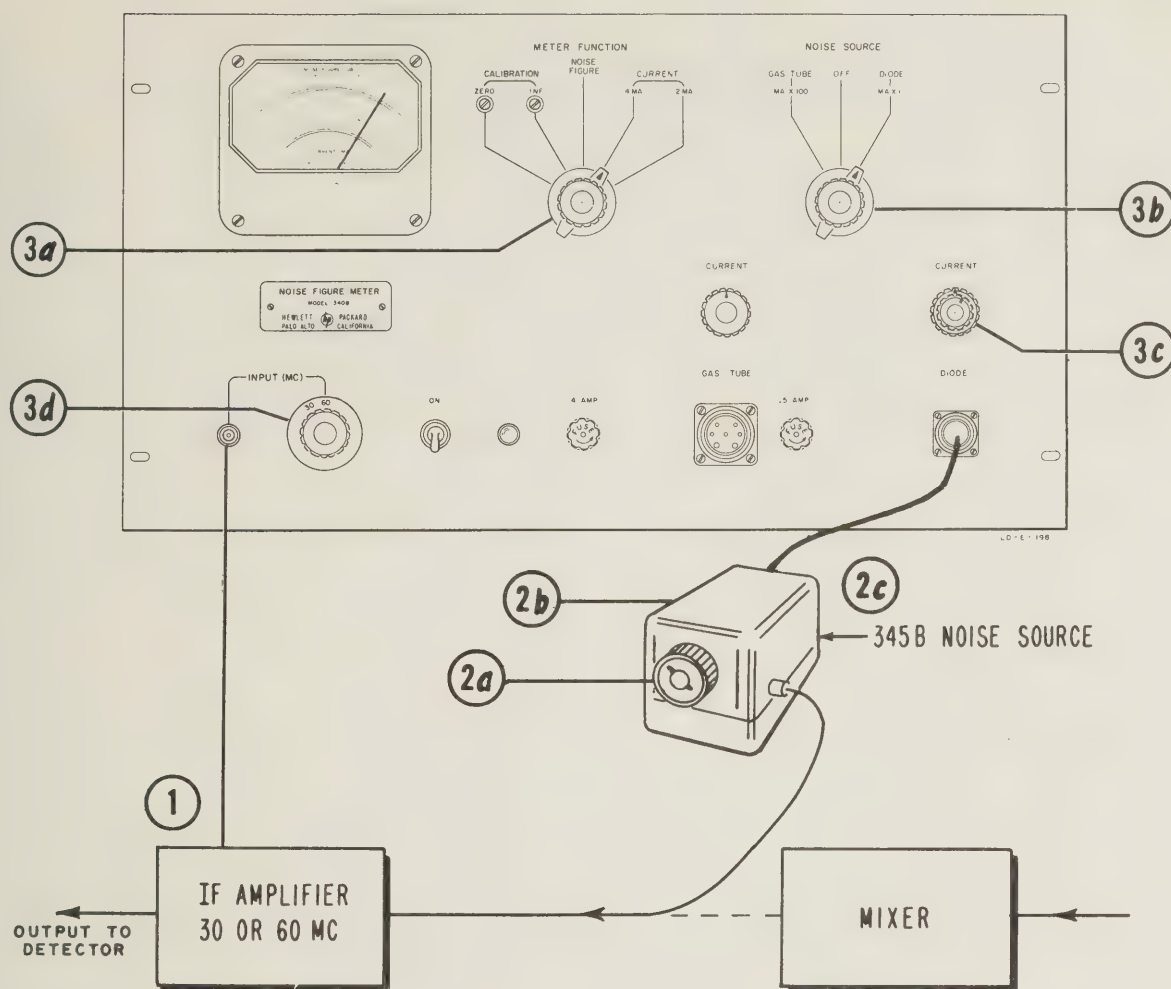 METER FUNCTION
NOISE SOURCE
NOISE FIGURE
CALIBRATION
CURRENT
ZERO
INF
4 MA
2 MA
GAS TUBE
OFF
DIODE
MA X 100
MA X 1
3a
3b
NOISE FIGURE METER
MODEL 340B
HEWLETT hp PACKARD
PALO ALTO CALIFORNIA
CURRENT
CURRENT
3c
INPUT (MC)
30 60
3d
ON
4 AMP
GAS TUBE
.5 AMP
DIODE
LD-E-198
2b
2c
345B NOISE SOURCE
2a
1
IF AMPLIFIER
30 OR 60 MC
MIXER
OUTPUT TO
DETECTOR